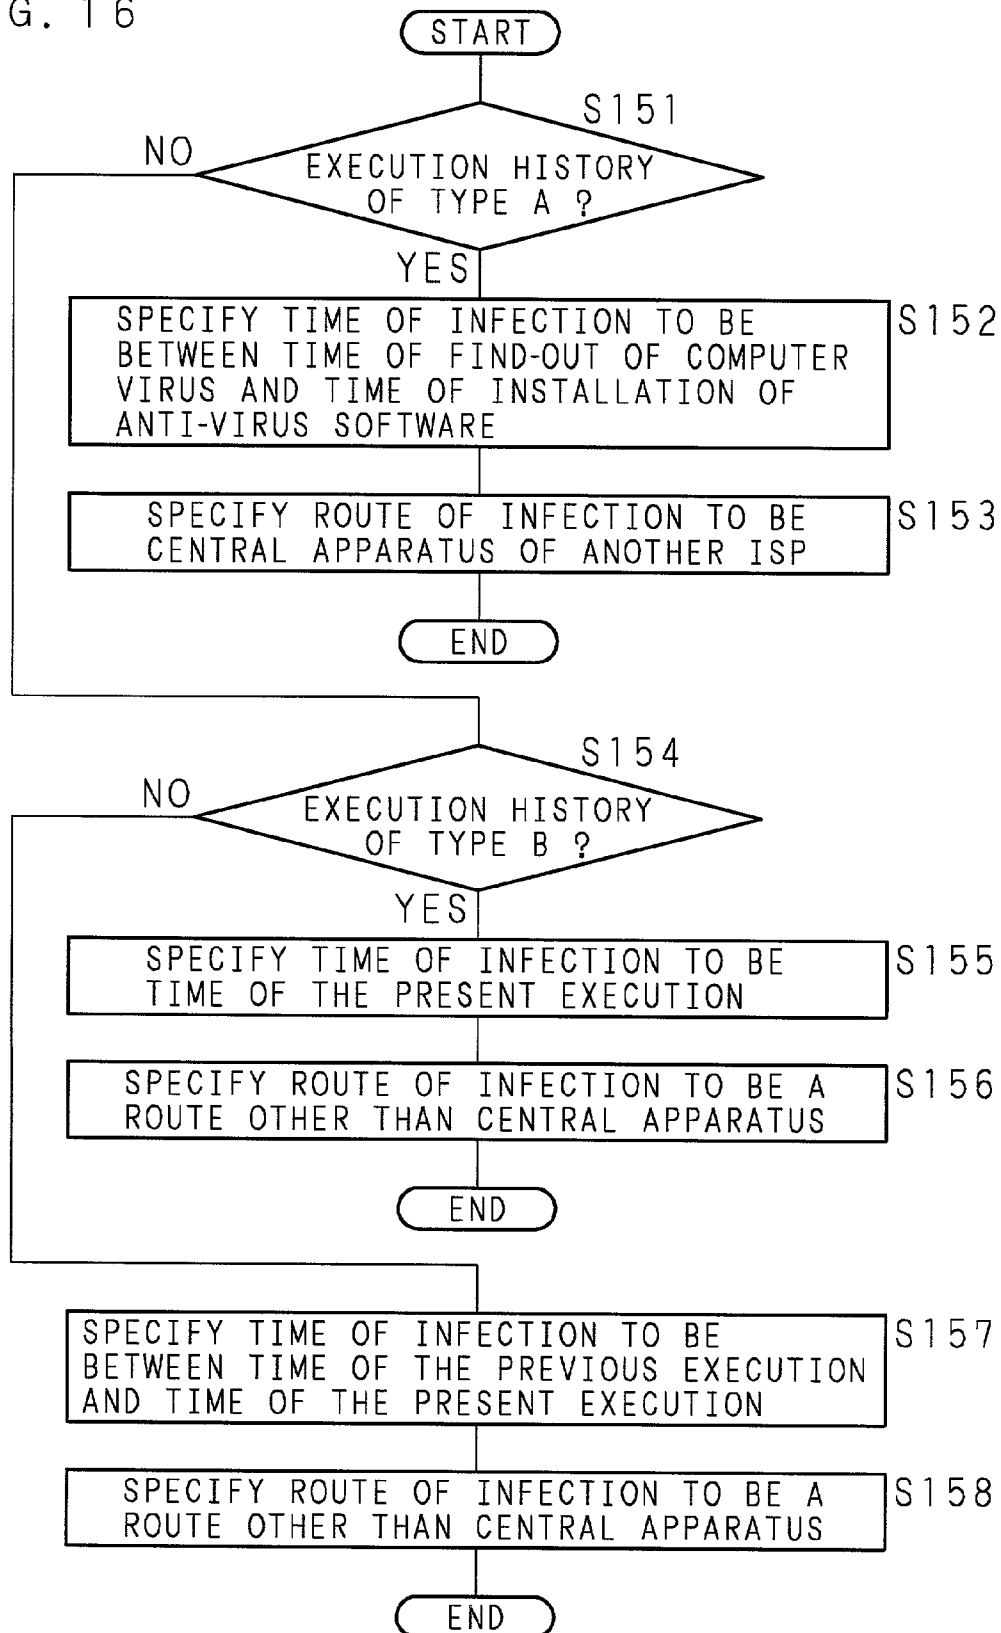 G. 16
START
S151
NO
EXECUTION HISTORY
OF TYPE A ?
YES
SPECIFY TIME OF INFECTION TO BE
BETWEEN TIME OF FIND-OUT OF COMPUTER
VIRUS AND TIME OF INSTALLATION OF
ANTI-VIRUS SOFTWARE
S152
SPECIFY ROUTE OF INFECTION TO BE
CENTRAL APPARATUS OF ANOTHER ISP
S153
END
S154
NO
EXECUTION HISTORY
OF TYPE B ?
YES
SPECIFY TIME OF INFECTION TO BE
TIME OF THE PRESENT EXECUTION
S155
SPECIFY ROUTE OF INFECTION TO BE A
ROUTE OTHER THAN CENTRAL APPARATUS
S156
END
SPECIFY TIME OF INFECTION TO BE
BETWEEN TIME OF THE PREVIOUS EXECUTION
AND TIME OF THE PRESENT EXECUTION
S157
SPECIFY ROUTE OF INFECTION TO BE A
ROUTE OTHER THAN CENTRAL APPARATUS
S158
END